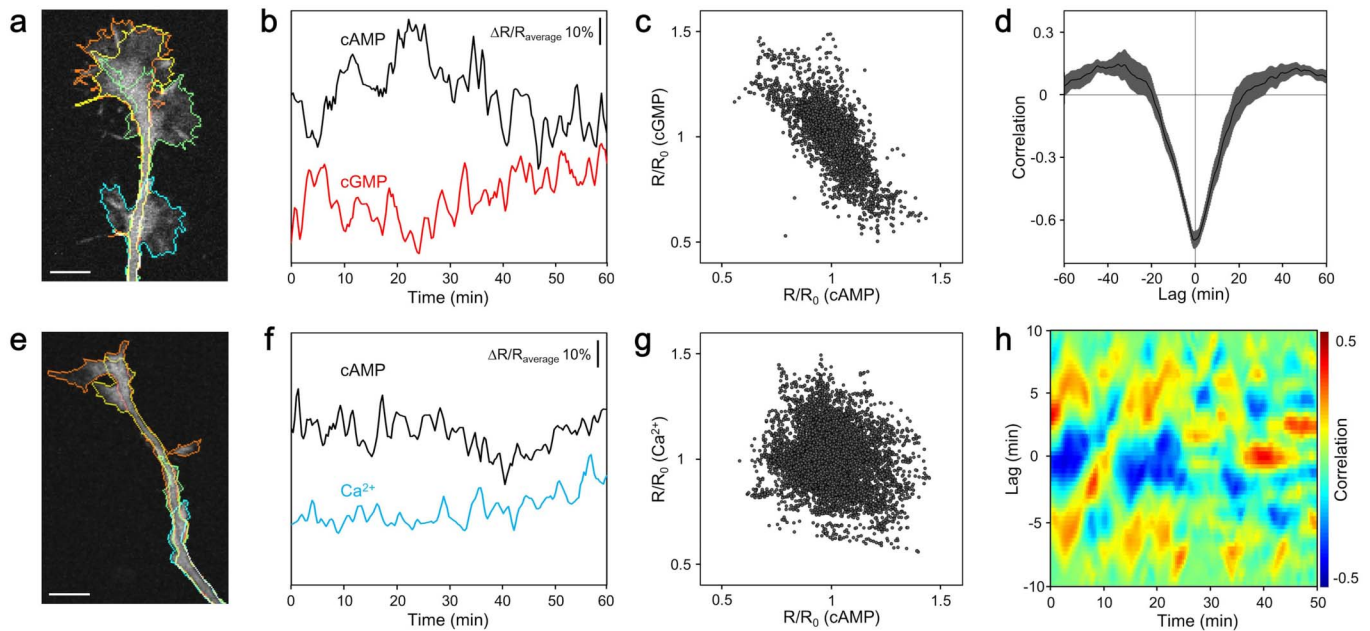 a
b
cAMP
ΔR/Raverage 10%
cGMP
0 10 20 30 40 50 60
Time (min)
c
R/R0 (cGMP)
1.5
1
0.5
0.5 1 1.5
R/R0 (cAMP)
d
Correlation
0.3
0
-0.3
-0.6
-60 -40 -20 0 20 40 60
Lag (min)
e
f
cAMP
ΔR/Raverage 10%
Ca2+
0 10 20 30 40 50 60
Time (min)
g
R/R0 (Ca2+)
1.5
1
0.5
0.5 1 1.5
R/R0 (cAMP)
h
Lag (min)
10
5
0
-5
-10
0 10 20 30 40 50
Time (min)
0.5
Correlation
-0.5